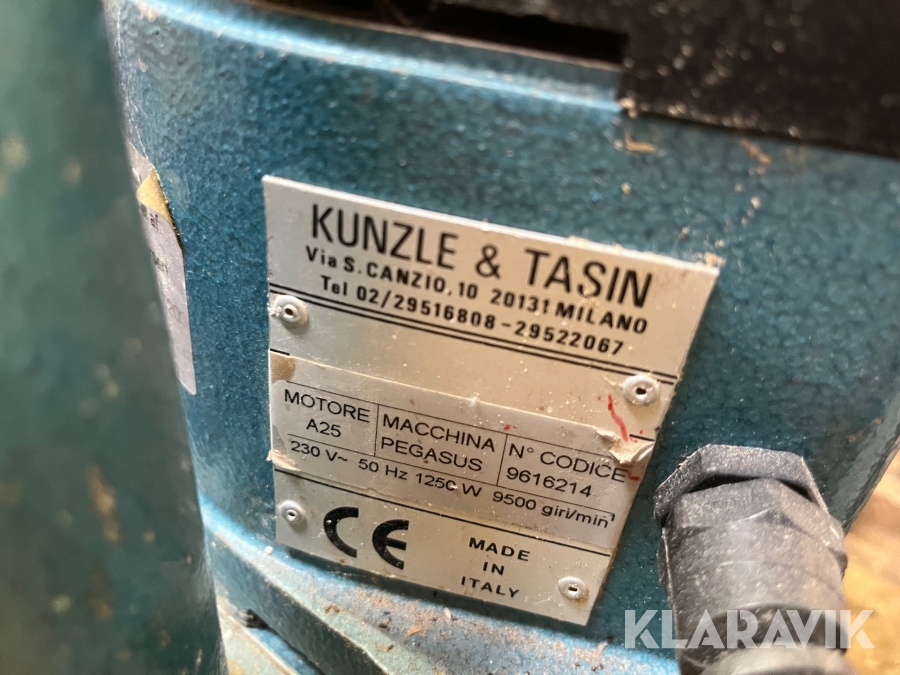 KUNZLE & TASIN
Via S. CANZIO, 10 20131 MILANO
Tel 02/29516808-29522067
MOTORE
A25
MACCHINA
PEGASUS
N° CODICE
9616214
230 V~ 50 Hz 1250 W 9500 giri/min¹
CE
MADE
IN
ITALY
KLARAVIK